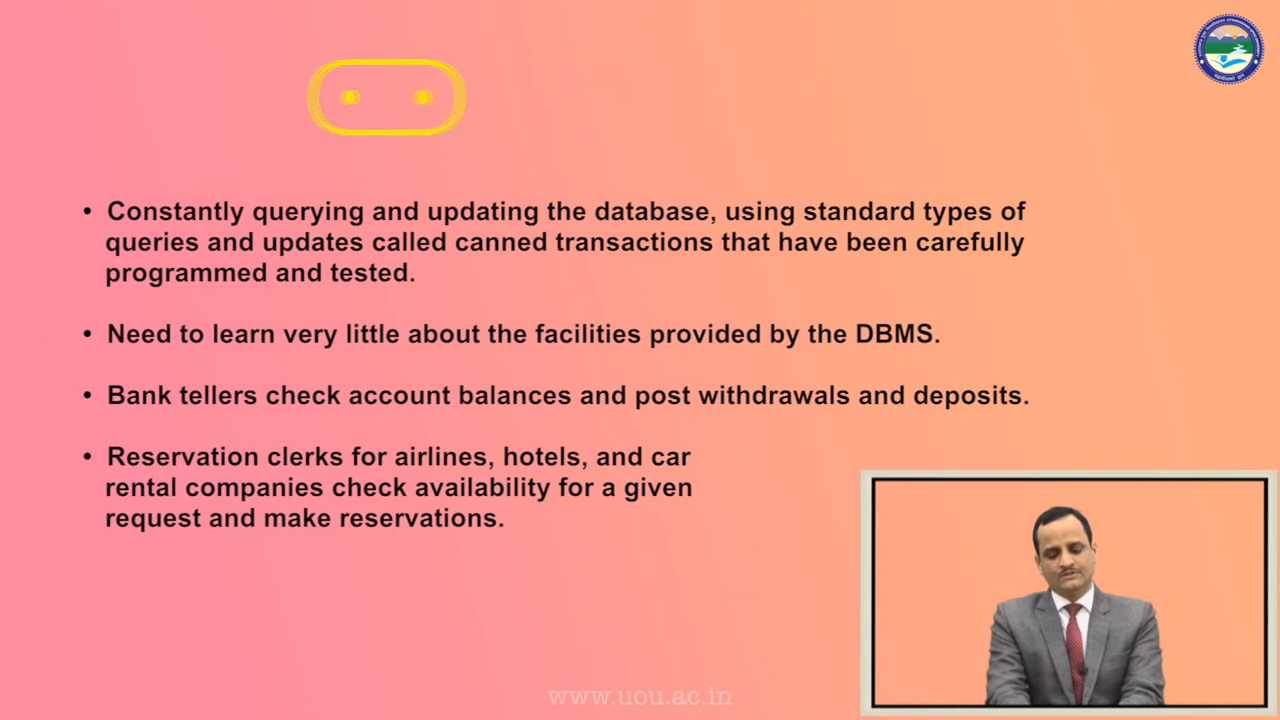 • Constantly querying and updating the database, using standard types of
queries and updates called canned transactions that have been carefully
programmed and tested.
• Need to learn very little about the facilities provided by the DBMS.
• Bank tellers check account balances and post withdrawals and deposits.
• Reservation clerks for airlines, hotels, and car
rental companies check availability for a given
request and make reservations.
www.uou.ac.in